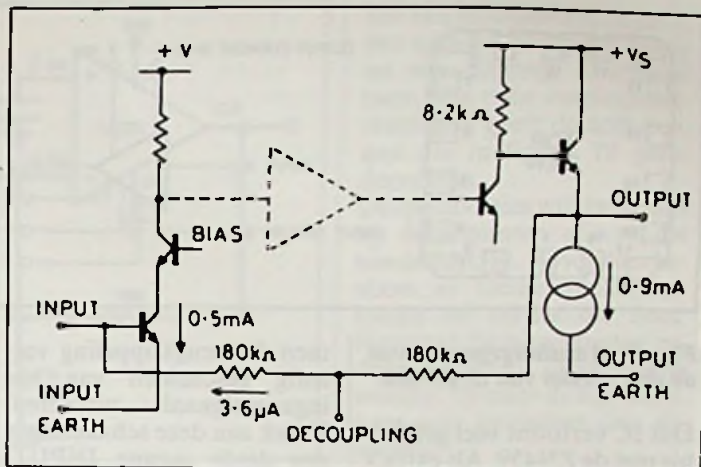 +V
+VS
8·2kΩ
BIAS
OUTPUT
INPUT
0·5mA
0·9mA
180kΩ
180kΩ
3·6µA
INPUT
EARTH
DECOUPLING
OUTPUT
EARTH